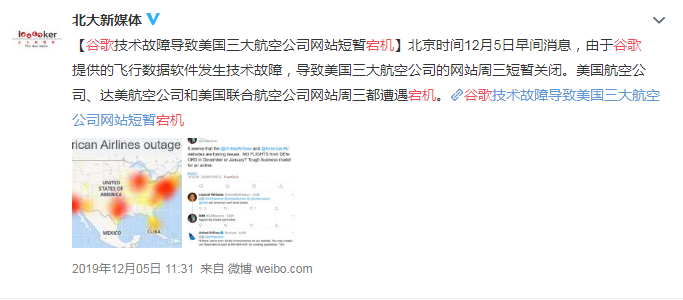 北大新媒体
【谷歌技术故障导致美国三大航空公司网站短暂宕机】北京时间12月5日早间消息，由于谷歌
提供的飞行数据软件发生技术故障，导致美国三大航空公司的网站周三短暂关闭。美国航空公
司、达美航空公司和美国联合航空公司网站周三都遭遇宕机。谷歌技术故障导致美国三大航空
公司网站短暂宕机
rican Airlines outage
UNITED
STATES OF
AMERICA
MEXICO
CUBA
It seems that the
websites are having issues. NO FLIGHTS from DEN-
ORD in December or January? Tough business model
for an airline.
2019年12月05日 11:31 来自 微博 weibo.com